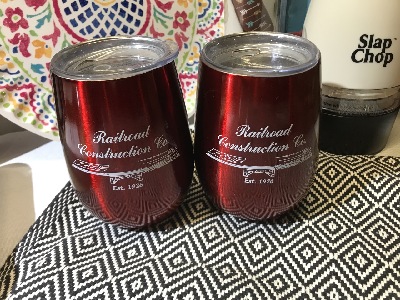 Railroad
Construction Co.
Est. 1926
Railroad
Construction Co.
Est. 1926
Slap
Chop